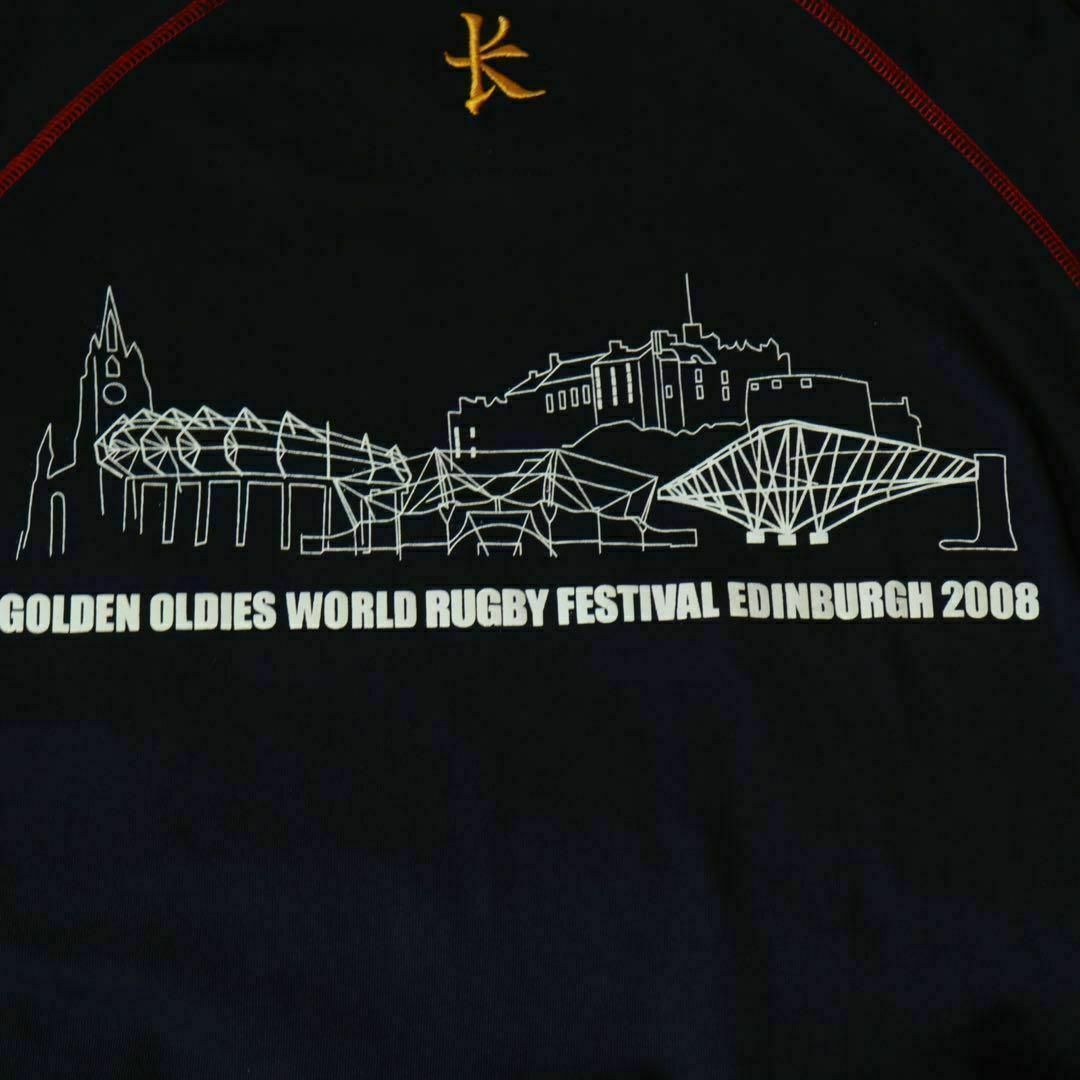 K
GOLDEN OLDIES WORLD RUGBY FESTIVAL EDINBURGH 2008